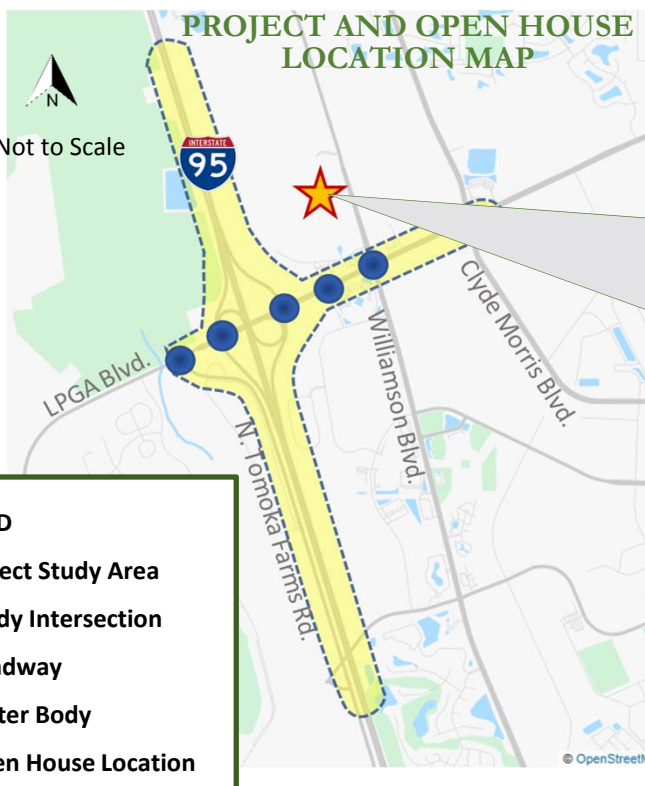 PROJECT AND OPEN HOUSE
LOCATION MAP
N
Not to Scale
INTERSTATE
95
LPGA Blvd.
Clyde Morris Blvd.
Williamson Blvd.
N. Tomoka Farms Rd.
D
ect Study Area
dy Intersection
adway
ter Body
en House Location
© OpenStreetM